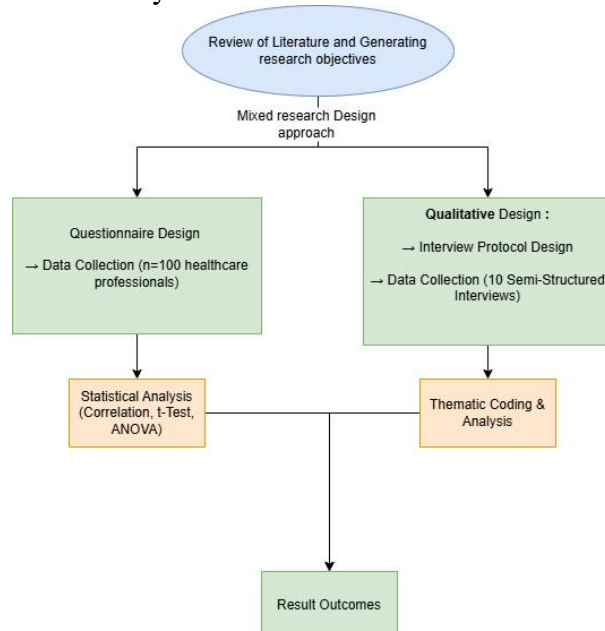 Review of Literature and Generating
research objectives
Mixed research Design
approach
Questionnaire Design
→ Data Collection (n=100 healthcare
professionals)
Qualitative Design :
→ Interview Protocol Design
→ Data Collection (10 Semi-Structured
Interviews)
Statistical Analysis
(Correlation, t-Test,
ANOVA)
Thematic Coding &
Analysis
Result Outcomes